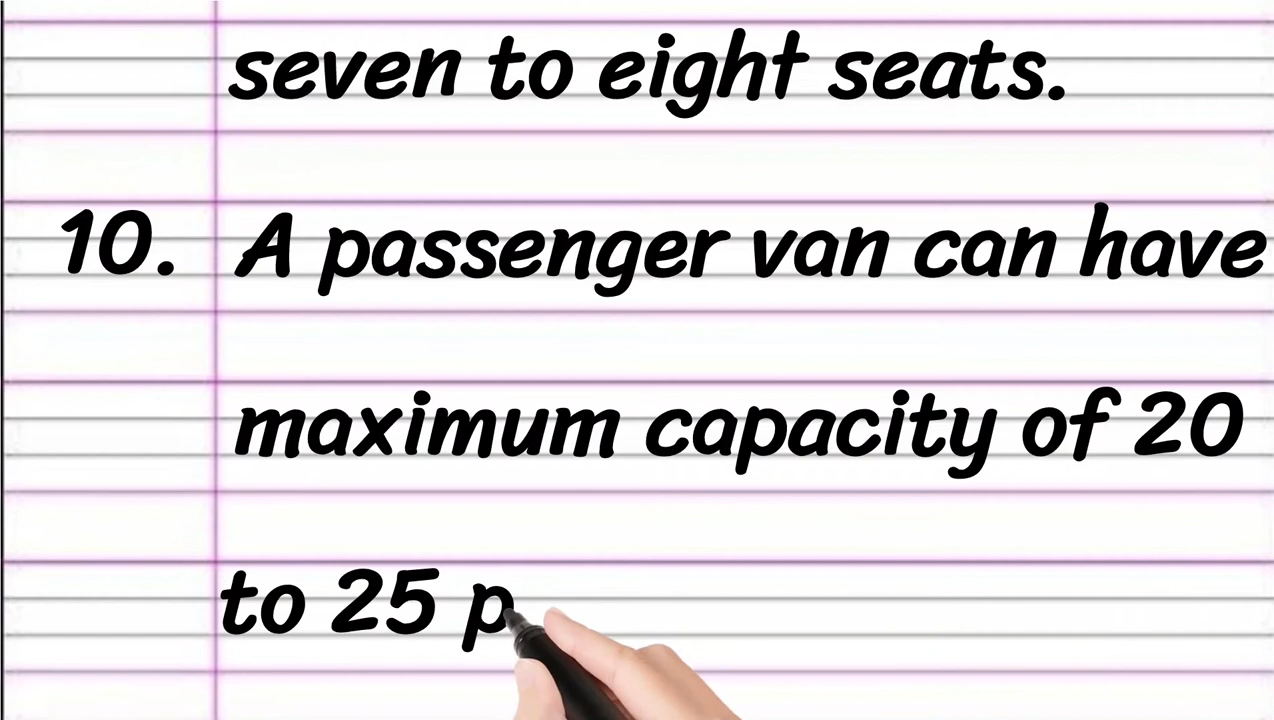 seven to eight seats.
10. A passenger van can have
maximum capacity of 20
to 25 p